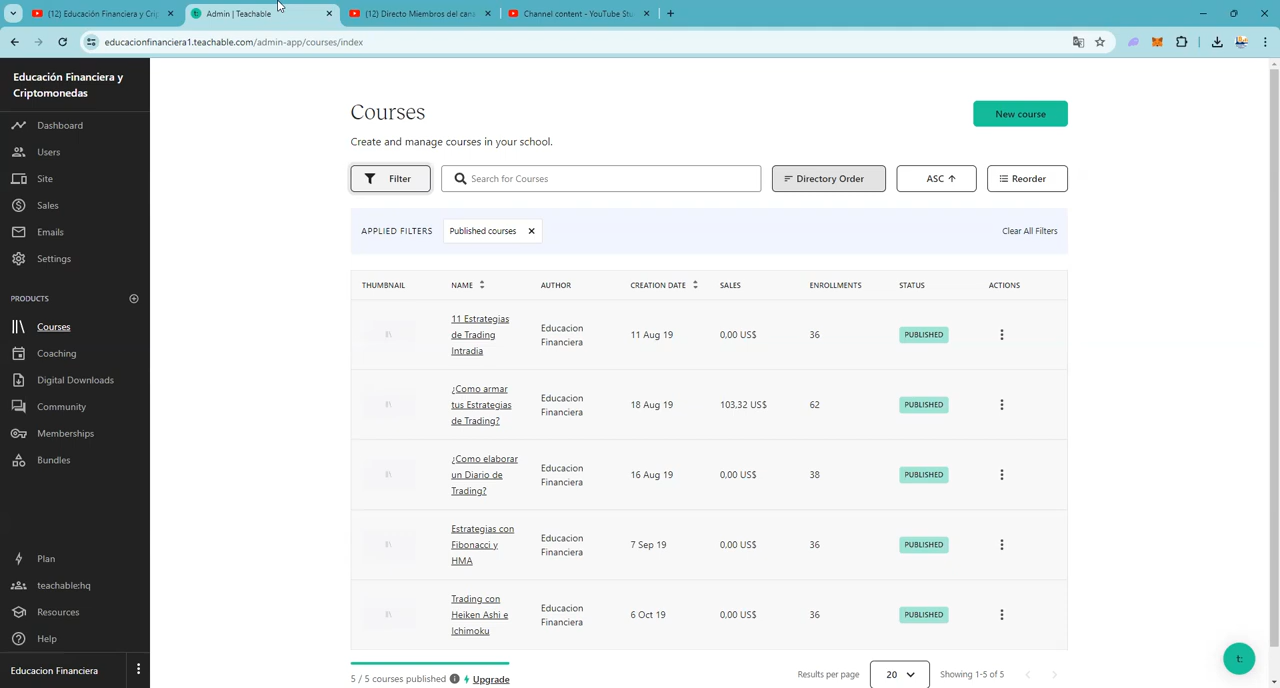 (12) Educación Financiera y Crip
Admin | Teachable
(12) Directo Miembros del cana
Channel content - YouTube Stu
educacionfinanciera1.teachable.com/admin-app/courses/index
Educación Financiera y
Criptomonedas
Dashboard
Users
Site
Sales
Emails
Settings
PRODUCTS
Courses
Coaching
Digital Downloads
Community
Memberships
Bundles
Plan
teachable:hq
Resources
Help
Educacion Financiera
Courses
New course
Create and manage courses in your school.
Filter
Search for Courses
Directory Order
ASC
Reorder
APPLIED FILTERS
Published courses
Clear All Filters
THUMBNAIL NAME AUTHOR CREATION DATE SALES ENROLLMENTS STATUS ACTIONS
11 Estrategias
de Trading
Intradia
Educacion
Financiera
11 Aug 19
0,00 US$
36
PUBLISHED
¿Como armar
tus Estrategias
de Trading?
Educacion
Financiera
18 Aug 19
103,32 US$
62
PUBLISHED
¿Como elaborar
un Diario de
Trading?
Educacion
Financiera
16 Aug 19
0,00 US$
38
PUBLISHED
Estrategias con
Fibonacci y
HMA
Educacion
Financiera
7 Sep 19
0,00 US$
36
PUBLISHED
Trading con
Heiken Ashi e
Ichimoku
Educacion
Financiera
6 Oct 19
0,00 US$
36
PUBLISHED
5 / 5 courses published
Upgrade
Results per page
20
Showing 1-5 of 5
t: